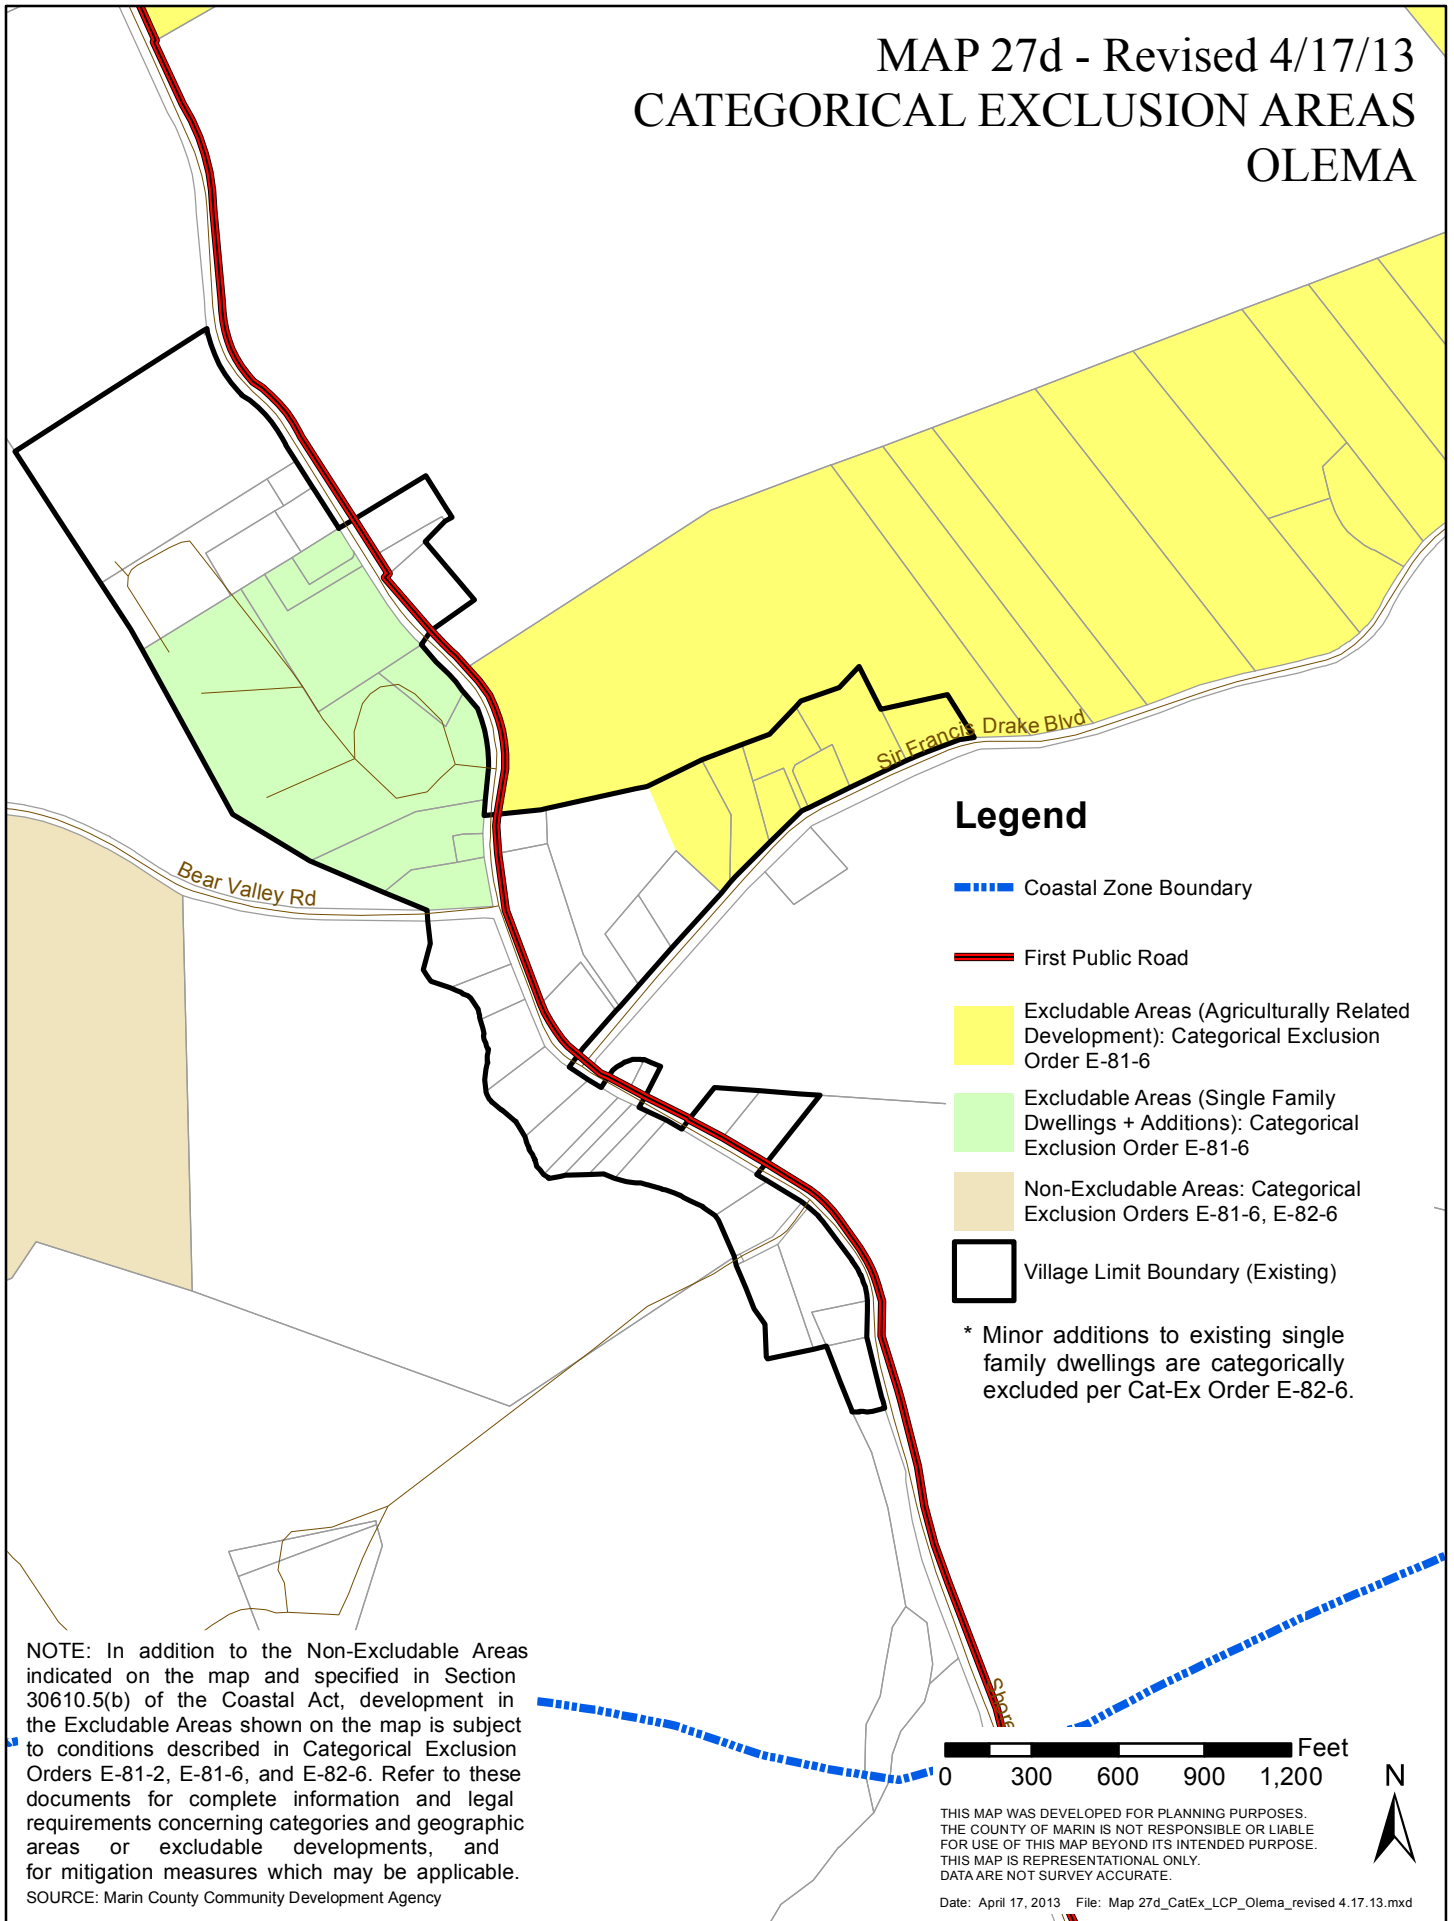 MAP 27d - Revised 4/17/13
CATEGORICAL EXCLUSION AREAS
OLEMA
Sir Francis Drake Blvd
Bear Valley Rd
Legend
Coastal Zone Boundary
First Public Road
Excludable Areas (Agriculturally Related
Development): Categorical Exclusion
Order E-81-6
Excludable Areas (Single Family
Dwellings + Additions): Categorical
Exclusion Order E-81-6
Non-Excludable Areas: Categorical
Exclusion Orders E-81-6, E-82-6
Village Limit Boundary (Existing)
* Minor additions to existing single
family dwellings are categorically
excluded per Cat-Ex Order E-82-6.
NOTE: In addition to the Non-Excludable Areas
indicated on the map and specified in Section
30610.5(b) of the Coastal Act, development in
the Excludable Areas shown on the map is subject
to conditions described in Categorical Exclusion
Orders E-81-2, E-81-6, and E-82-6. Refer to these
documents for complete information and legal
requirements concerning categories and geographic
areas or excludable developments, and
for mitigation measures which may be applicable.
SOURCE: Marin County Community Development Agency
Shore
Feet
0 300 600 900 1,200
N
THIS MAP WAS DEVELOPED FOR PLANNING PURPOSES.
THE COUNTY OF MARIN IS NOT RESPONSIBLE OR LIABLE
FOR USE OF THIS MAP BEYOND ITS INTENDED PURPOSE.
THIS MAP IS REPRESENTATIONAL ONLY.
DATA ARE NOT SURVEY ACCURATE.
Date: April 17, 2013 File: Map 27d_CatEx_LCP_Olema_revised 4.17.13.mxd